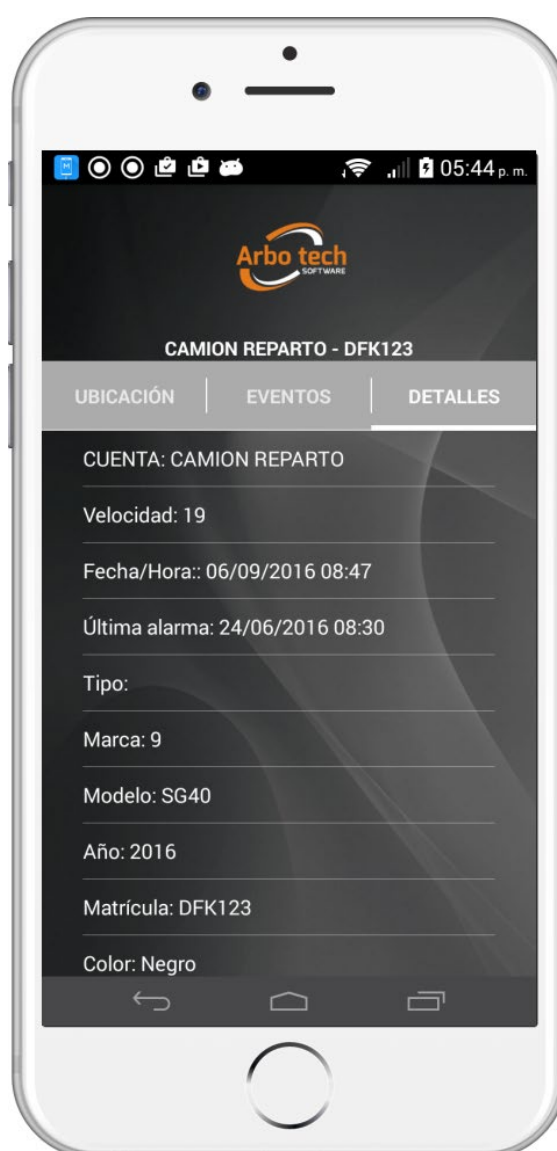 05:44 p. m.
Arbo tech
SOFTWARE
CAMION REPARTO - DFK123
UBICACIÓN
EVENTOS
DETALLES
CUENTA: CAMION REPARTO
Velocidad: 19
Fecha/Hora:: 06/09/2016 08:47
Última alarma: 24/06/2016 08:30
Tipo:
Marca: 9
Modelo: SG40
Año: 2016
Matrícula: DFK123
Color: Negro